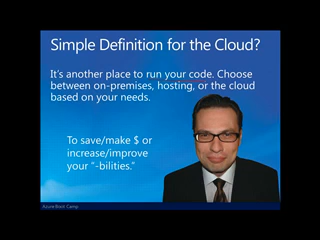 Simple Definition for the Cloud?
It's another place to run your code. Choose
between on-premises, hosting, or the cloud
based on your needs.
To save/make $ or
increase/improve
your "-bilities."
Azure Boot Camp